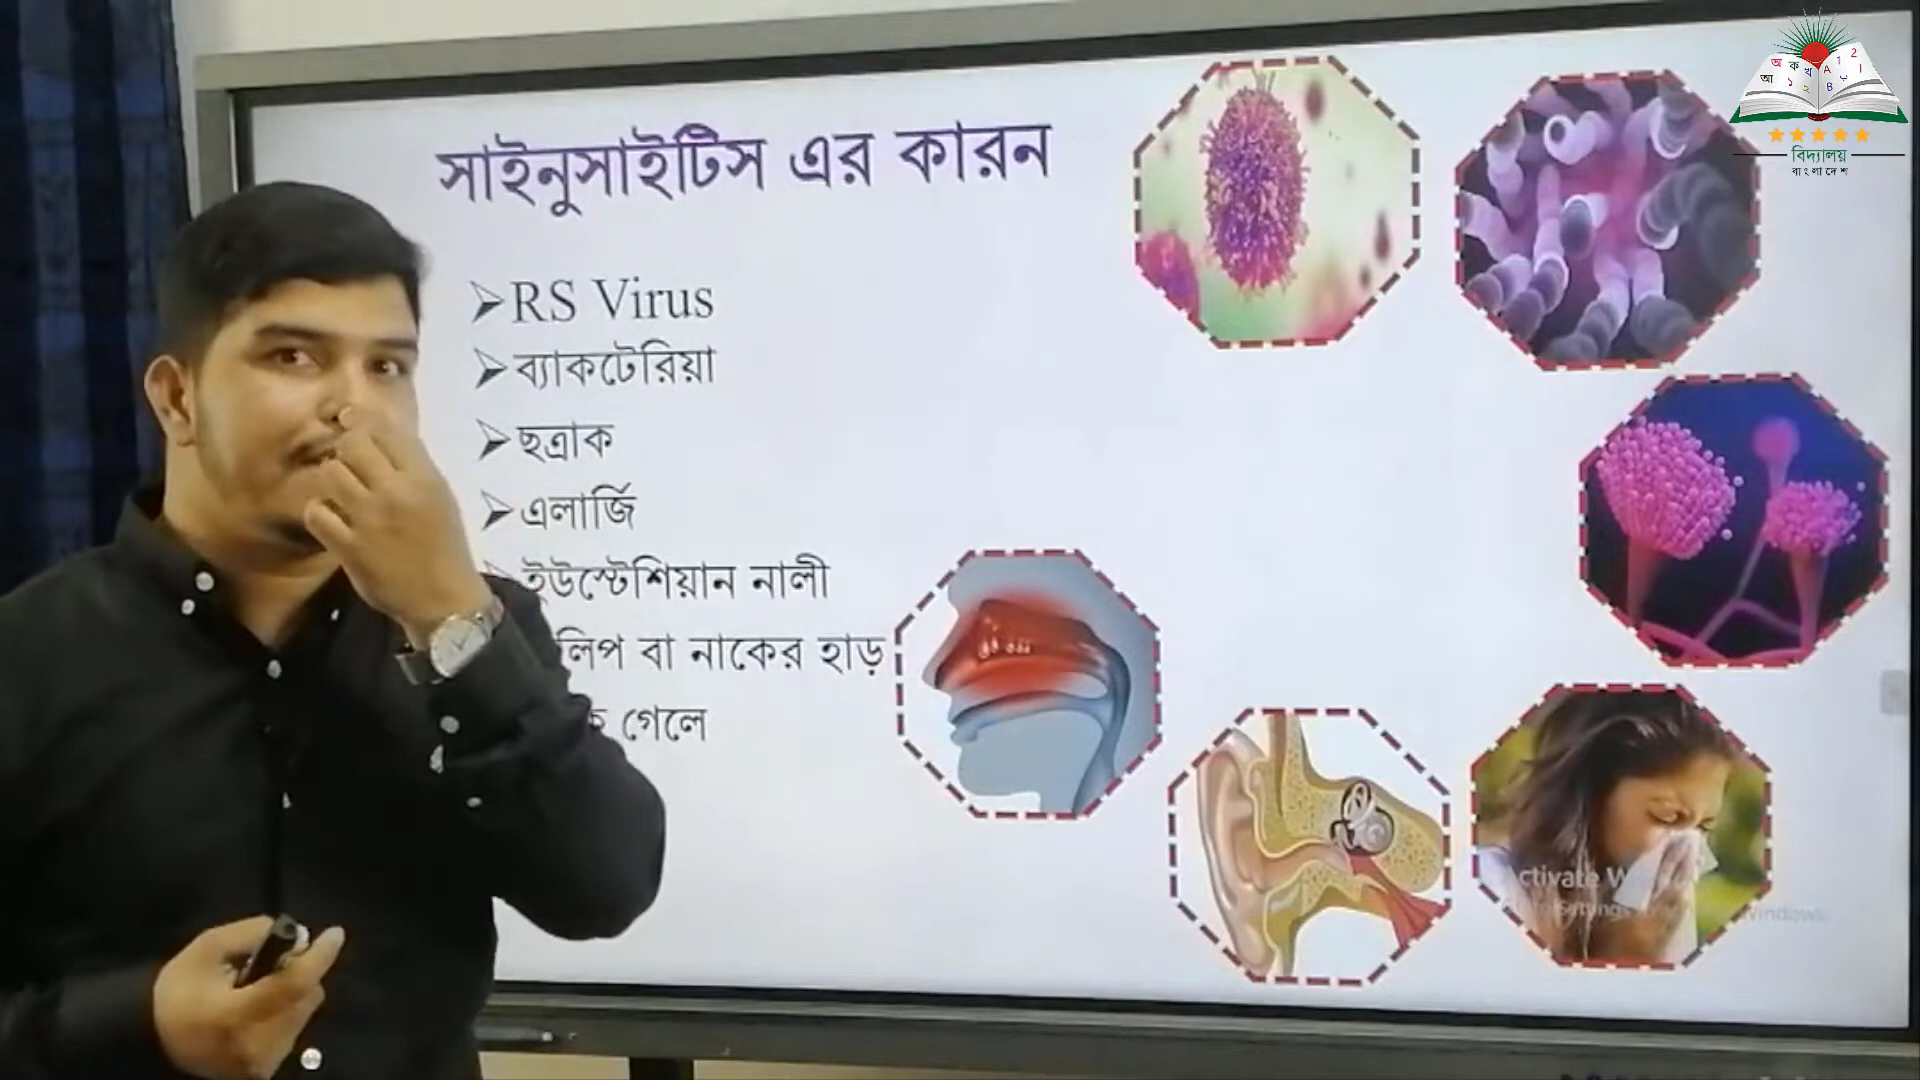 সাইনুসাইটিস এর কারন
RS Virus
ব্যাকটেরিয়া
ছত্রাক
এলার্জি
ইউস্টেশিয়ান নালী
বা নাকের হাড়
গেলে
বিদ্যালয়
বাংলাদেশ